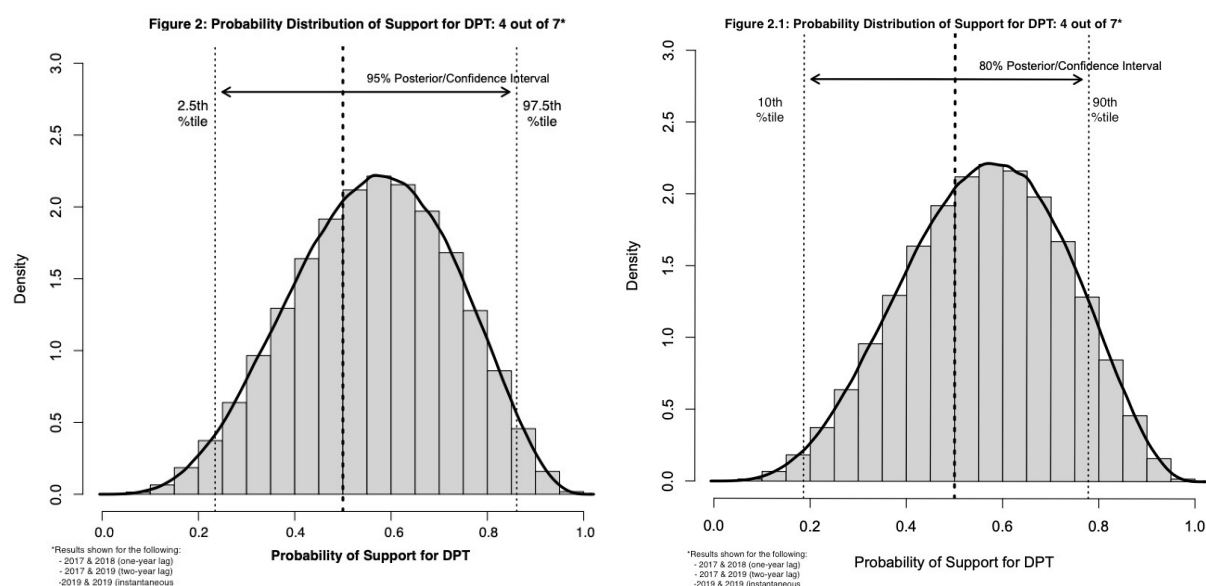 Figure 2: Probability Distribution of Support for DPT: 4 out of 7*
3.0
2.5
2.0
1.5
1.0
0.5
0.0
Density
95% Posterior/Confidence Interval
2.5th
%tile
97.5th
%tile
0.0 0.2 0.4 0.6 0.8 1.0
Probability of Support for DPT
*Results shown for the following:
- 2017 & 2018 (one-year lag)
- 2017 & 2019 (two-year lag)
-2019 & 2019 (instantaneous
Figure 2.1: Probability Distribution of Support for DPT: 4 out of 7*
3.0
2.5
2.0
1.5
1.0
0.5
0.0
Density
80% Posterior/Confidence Interval
10th
%tile
90th
%tile
0.0 0.2 0.4 0.6 0.8 1.0
Probability of Support for DPT
*Results shown for the following:
- 2017 & 2018 (one-year lag)
- 2017 & 2019 (two-year lag)
-2019 & 2019 (instantaneous